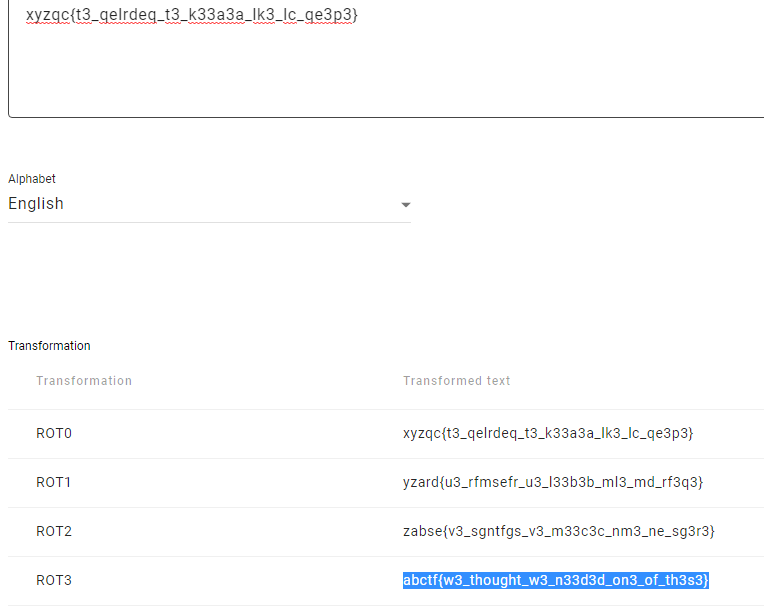 xyzqc{t3_qelrdeq_t3_k33a3a_lk3_lc_qe3p3}
Alphabet
English
Transformation
Transformation Transformed text
ROT0 xyzqc{t3_qelrdeq_t3_k33a3a_lk3_lc_qe3p3}
ROT1 yzard{u3_rfmsefr_u3_l33b3b_ml3_md_rf3q3}
ROT2 zabse{v3_sgntfgs_v3_m33c3c_nm3_ne_sg3r3}
ROT3 abctf{w3_thought_w3_n33d3d_on3_of_th3s3}